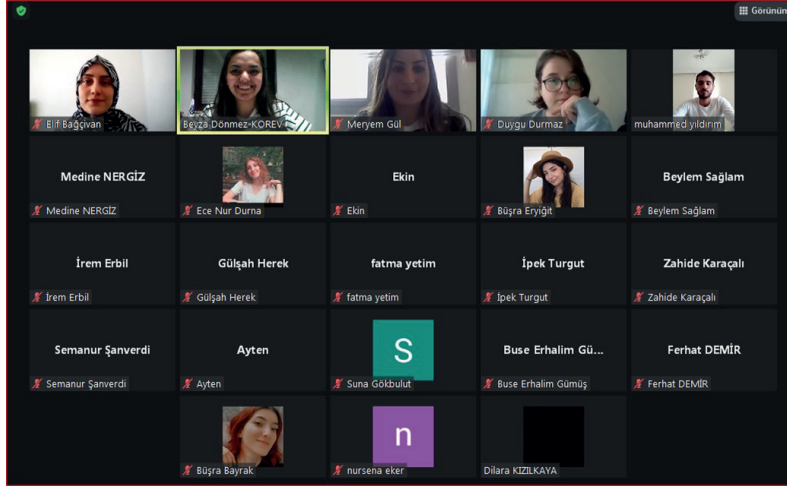 Görünüm
Elif Bağçivan
Beyza Dönmez-KOREV
Meryem Gül
Duygu Durmaz
muhammed yıldırım
Medine NERGİZ
Medine NERGİZ
Ece Nur Durna
Ekin
Ekin
Büşra Eryiğit
Beylem Sağlam
Beylem Sağlam
İrem Erbil
İrem Erbil
Gülşah Herek
Gülşah Herek
fatma yetim
fatma yetim
İpek Turgut
İpek Turgut
Zahide Karaçalı
Zahide Karaçalı
Semanur Şanverdi
Semanur Şanverdi
Ayten
Ayten
S
Suna Gökbulut
Buse Erhalim Gü...
Buse Erhalim Gümüş
Ferhat DEMİR
Ferhat DEMİR
Büşra Bayrak
n
nursena eker
Dilara KIZILKAYA